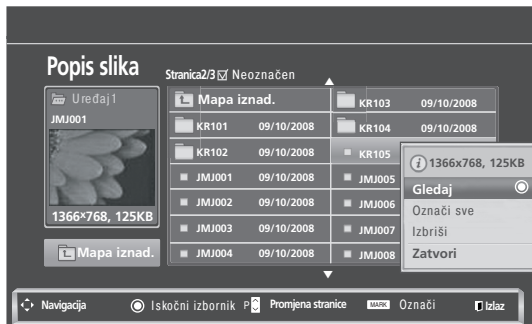 Popis slika
Stranica2/3 Neoznačen
Uređaj1
JMJ001
1366×768, 125KB
Mapa iznad.
Mapa iznad.
KR101 09/10/2008
KR102 09/10/2008
JMJ001 09/10/2008
JMJ002 09/10/2008
JMJ003 09/10/2008
JMJ004 09/10/2008
KR103 09/10/2008
KR104 09/10/2008
KR105
JMJ005
JMJ006
JMJ007
JMJ008
i 1366x768, 125KB
Gledaj
Označi sve
Izbriši
Zatvori
Navigacija Iskočni izbornik P Promjena stranice MARK Označi Izlaz